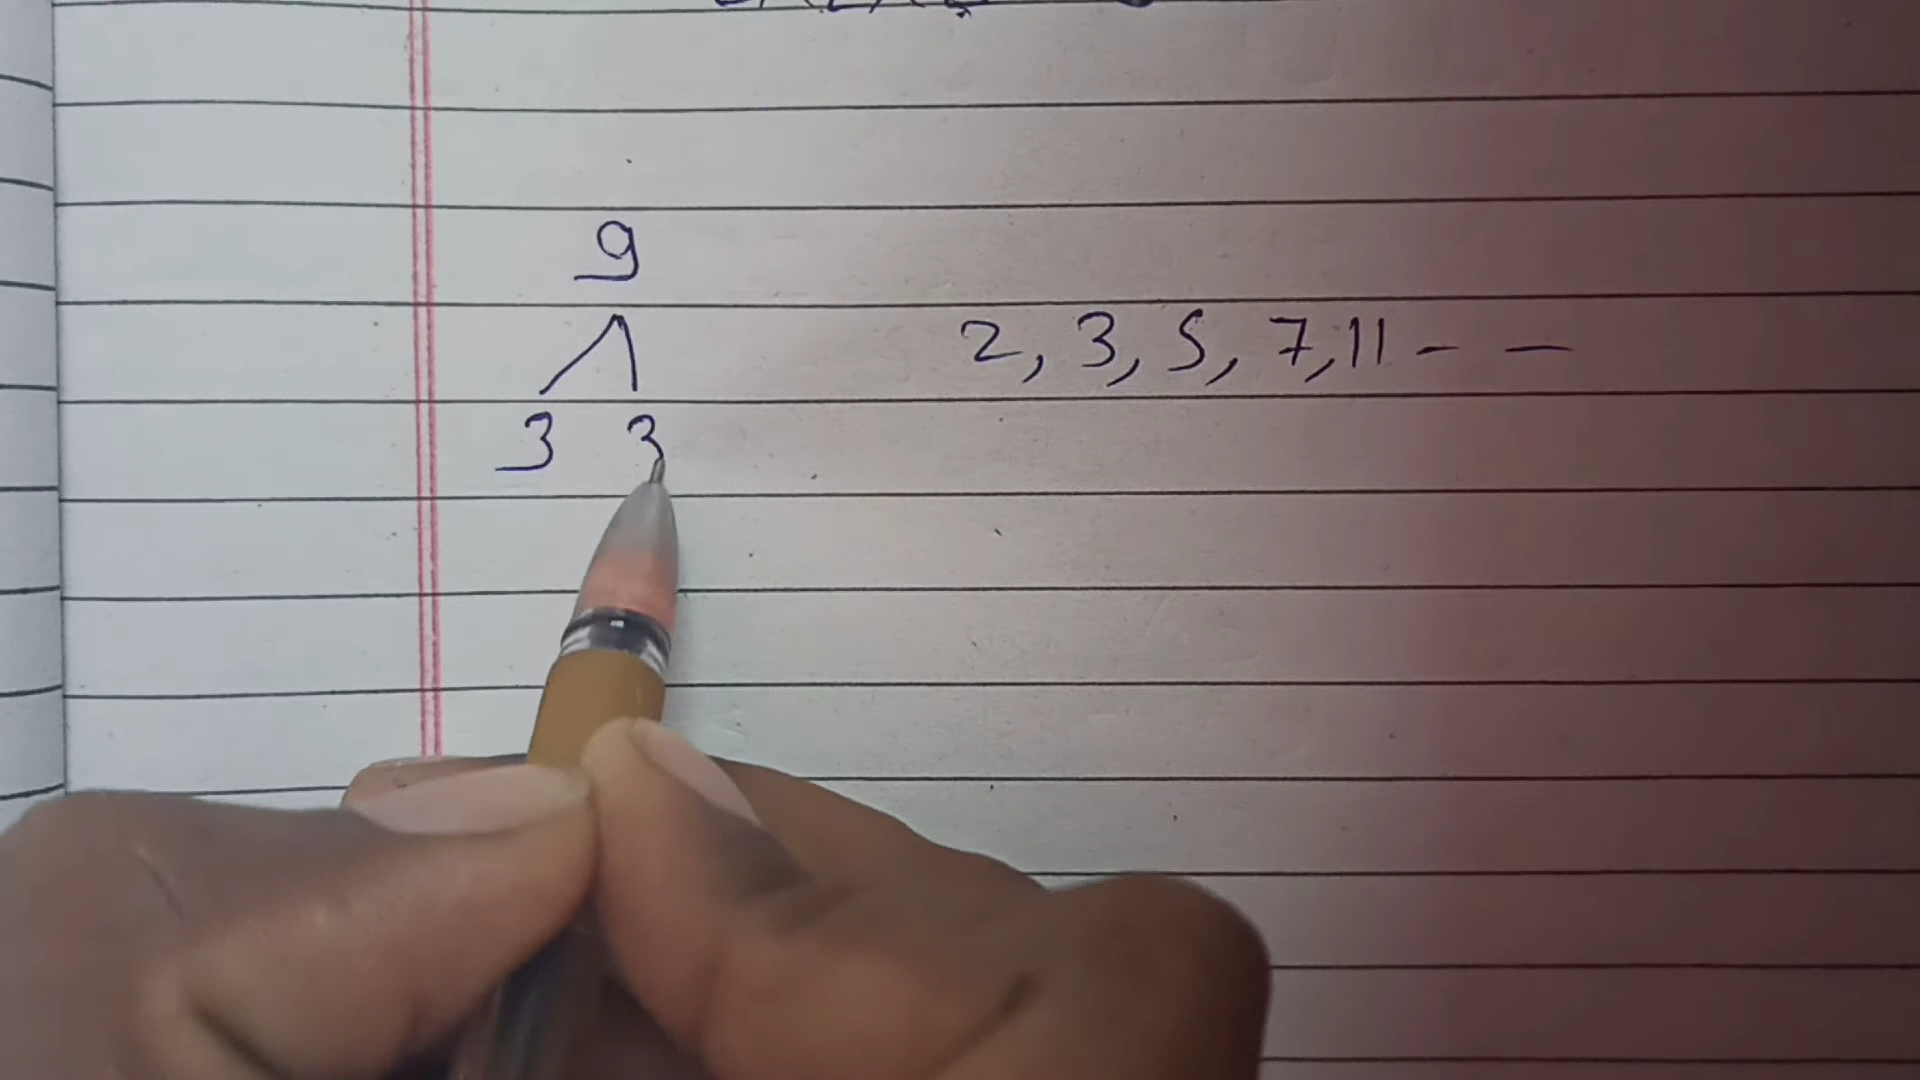 9
2, 3, 5, 7, 11 - -
3 3